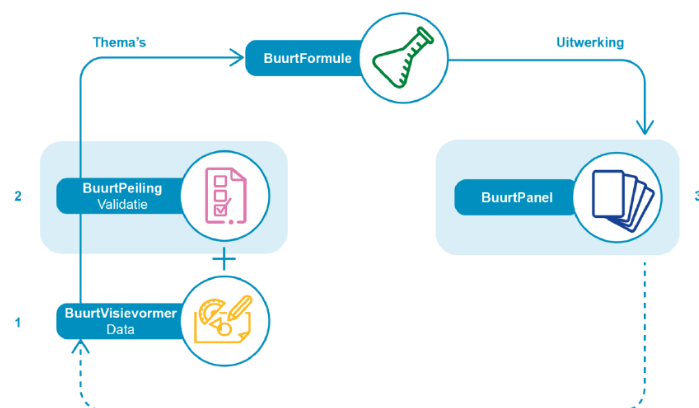 Thema's
Uitwerking
BuurtFormule
2
BuurtPeiling
Validatie
BuurtPanel
3
1
BuurtVisievormer
Data